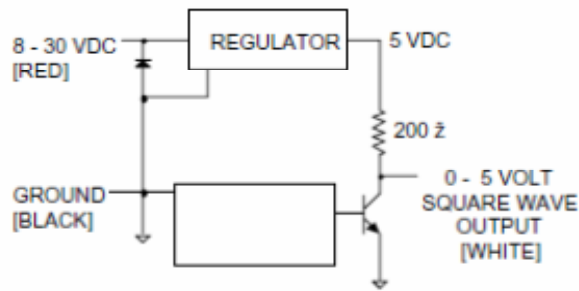 8 - 30 VDC
[RED]
REGULATOR
5 VDC
200 ž
GROUND
[BLACK]
0 - 5 VOLT
SQUARE WAVE
OUTPUT
[WHITE]